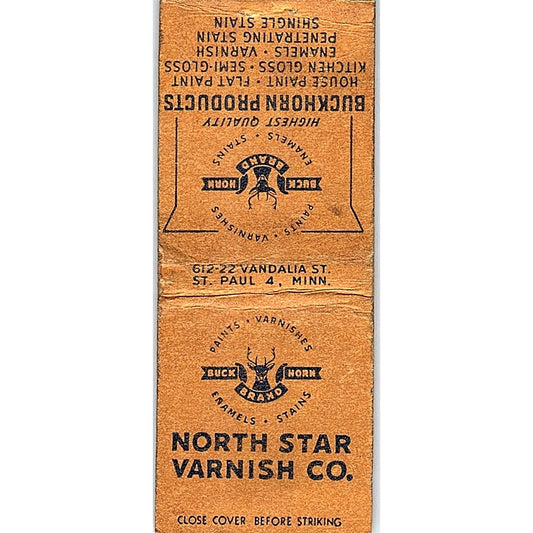 HIGHEST QUALITY
BUCKHORN PRODUCTS
HOUSE PAINT • FLAT PAINT
KITCHEN GLOSS • SEMI-GLOSS
ENAMELS • VARNISH
PENETRATING STAIN
SHINGLE STAIN
PAINTS • VARNISHES
BUCK HORN
BRAND
ENAMELS • STAINS
612-22 VANDALIA ST.
ST. PAUL 4, MINN.
PAINTS • VARNISHES
BUCK HORN
BRAND
ENAMELS • STAINS
NORTH STAR
VARNISH CO.
CLOSE COVER BEFORE STRIKING